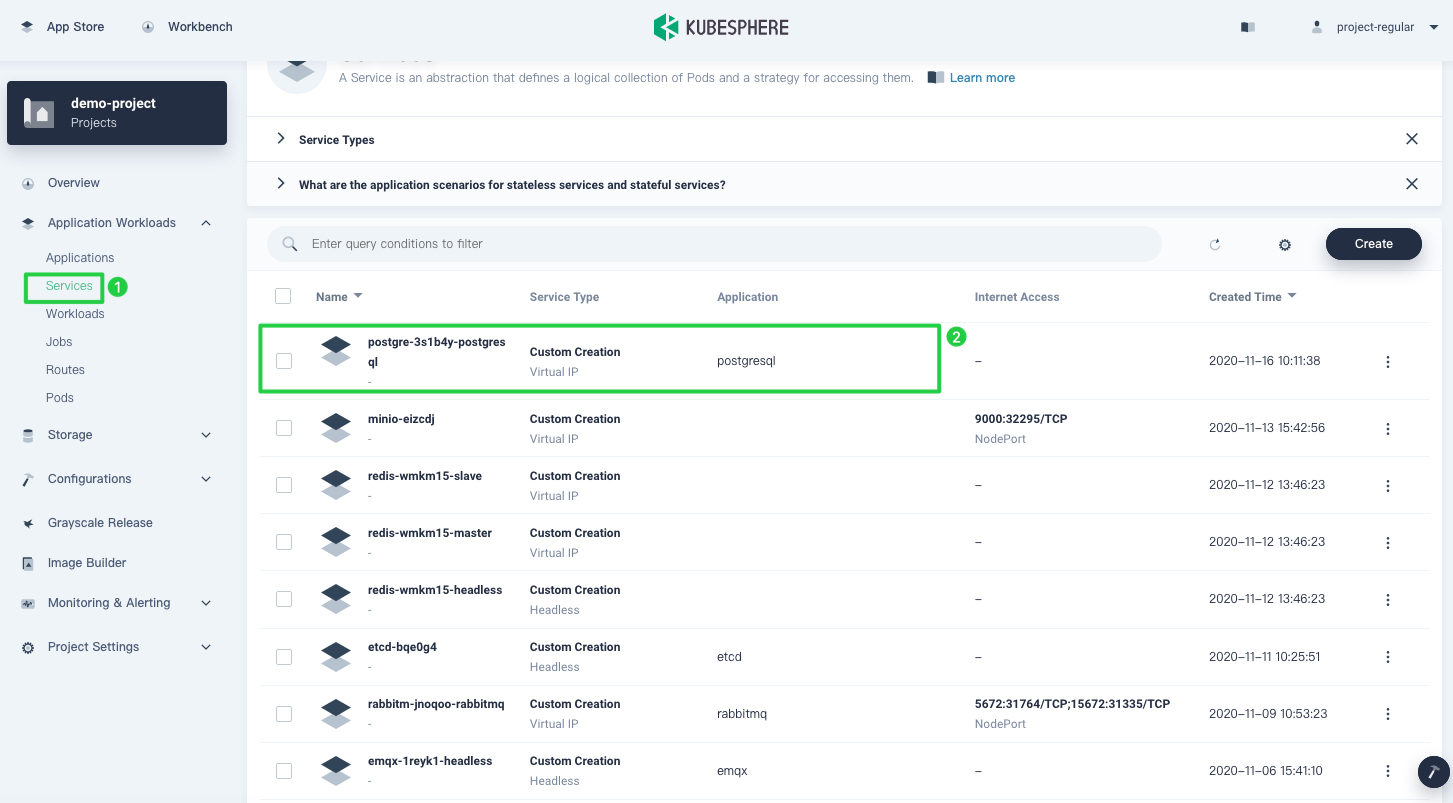 App Store
Workbench
KUBESPHERE
project-regular
demo-project
Projects
Overview
Application Workloads
Applications
Services
1
Workloads
Jobs
Routes
Pods
Storage
Configurations
Grayscale Release
Image Builder
Monitoring & Alerting
Project Settings
A Service is an abstraction that defines a logical collection of Pods and a strategy for accessing them.
Learn more
Service Types
What are the application scenarios for stateless services and stateful services?
Enter query conditions to filter
Create
Name
Service Type
Application
Internet Access
Created Time
postgre-3s1b4y-postgres
ql
-
Custom Creation
Virtual IP
postgresql
2
–
2020–11–16 10:11:38
minio-eizcdj
-
Custom Creation
Virtual IP
9000:32295/TCP
NodePort
2020–11–13 15:42:56
redis-wmkm15-slave
-
Custom Creation
Virtual IP
–
2020–11–12 13:46:23
redis-wmkm15-master
-
Custom Creation
Virtual IP
–
2020–11–12 13:46:23
redis-wmkm15-headless
-
Custom Creation
Headless
–
2020–11–12 13:46:23
etcd-bqe0g4
-
Custom Creation
Headless
etcd
–
2020–11–11 10:25:51
rabbitm-jnoqoo-rabbitmq
-
Custom Creation
Virtual IP
rabbitmq
5672:31764/TCP;15672:31335/TCP
NodePort
2020–11–09 10:53:23
emqx-1reyk1-headless
-
Custom Creation
Headless
emqx
–
2020–11–06 15:41:10